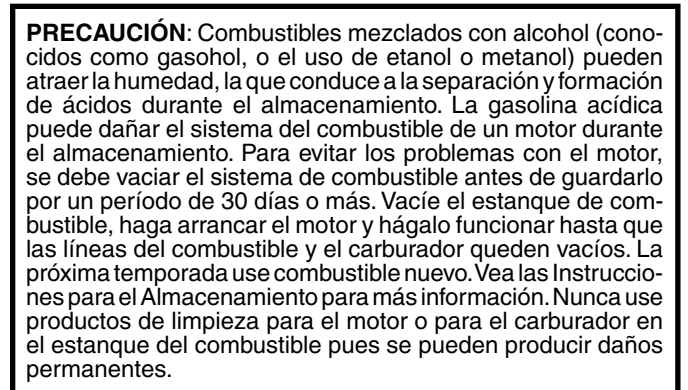 PRECAUCIÓN: Combustibles mezclados con alcohol (cono-
cidos como gasohol, o el uso de etanol o metanol) pueden
atraer la humedad, la que conduce a la separación y formación
de ácidos durante el almacenamiento. La gasolina acídica
puede dañar el sistema del combustible de un motor durante
el almacenamiento. Para evitar los problemas con el motor,
se debe vaciar el sistema de combustible antes de guardarlo
por un período de 30 días o más. Vacíe el estanque de com-
bustible, haga arrancar el motor y hágalo funcionar hasta que
las líneas del combustible y el carburador queden vacíos. La
próxima temporada use combustible nuevo. Vea las Instruccio-
nes para el Almacenamiento para más información. Nunca use
productos de limpieza para el motor o para el carburador en
el estanque del combustible pues se pueden producir daños
permanentes.